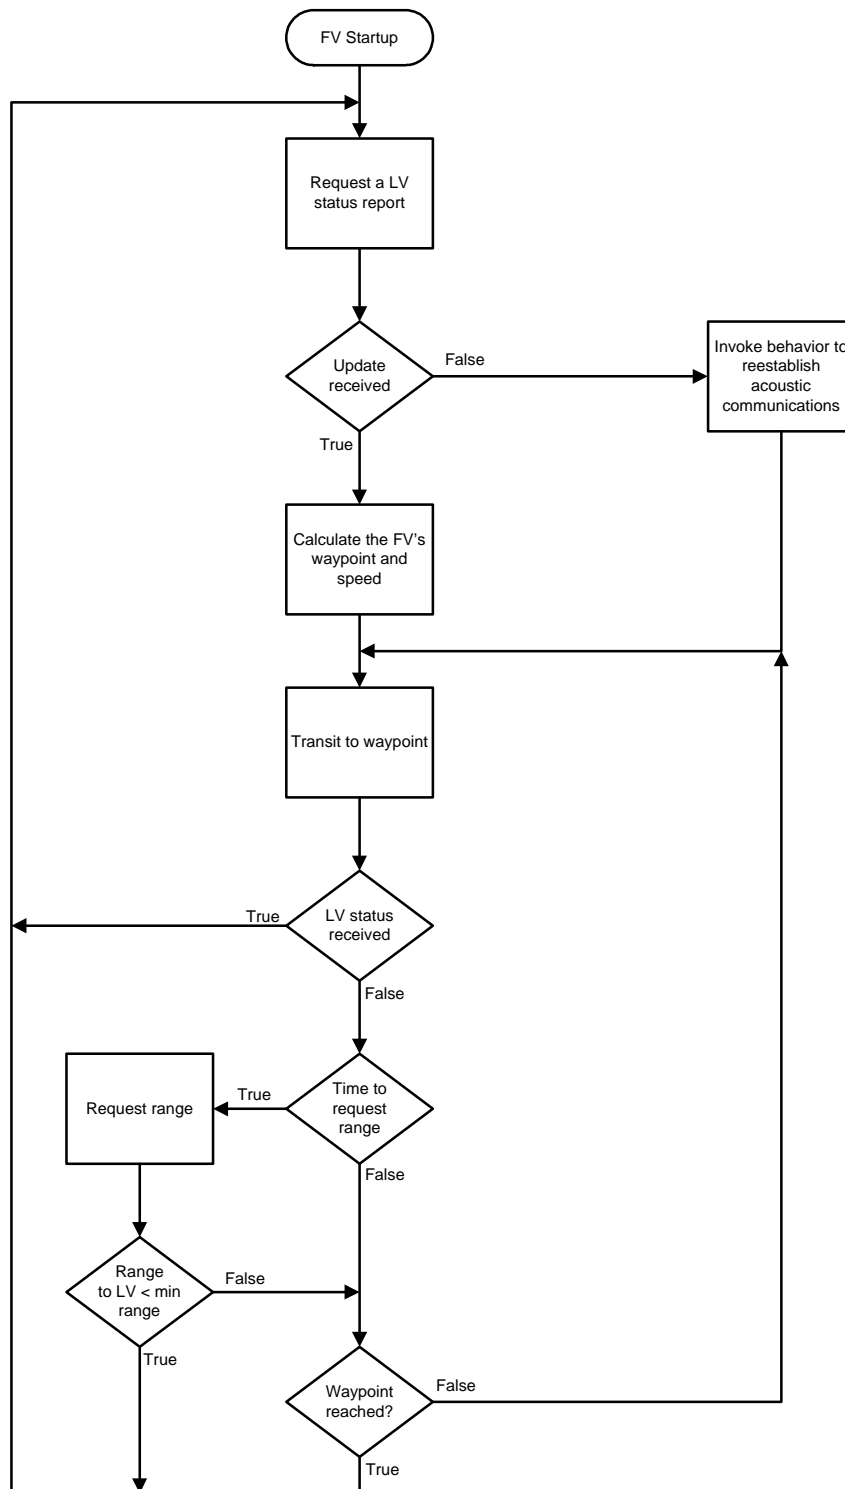 FV Startup
Request a LV
status report
Update
received
False
Invoke behavior to
reestablish
acoustic
communications
True
Calculate the FV's
waypoint and
speed
Transit to waypoint
True
LV status
received
False
Request range
True
Time to
request
range
False
Range
to LV < min
range
False
True
Waypoint
reached?
False
True